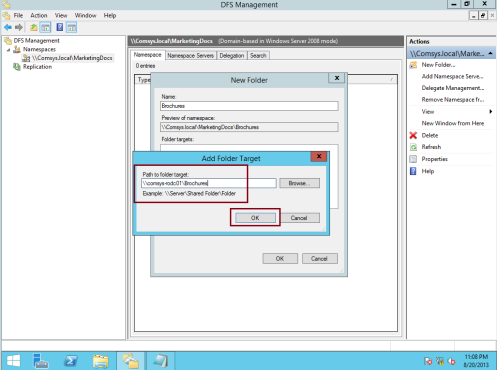 DFS Management
File Action View Window Help
DFS Management
Namespaces
\\Comsys.local\MarketingDocs
Replication
\\Comsys.local\MarketingDocs (Domain-based in Windows Server 2008 mode)
Namespace Namespace Servers Delegation Search
0 entries
Type
New Folder
Name:
Brochures
Preview of namespace:
\\Comsys.local\MarketingDocs\Brochures
Folder targets:
Add Folder Target
Path to folder target:
\\comsys-rodc01\Brochures
Browse...
Example: \\Server\Shared Folder\Folder
OK Cancel
OK Cancel
Actions
\\Comsys.local\Marke...
New Folder...
Add Namespace Serve...
Delegate Management...
Remove Namespace fr...
View
New Window from Here
Delete
Refresh
Properties
Help
11:08 PM
8/20/2013